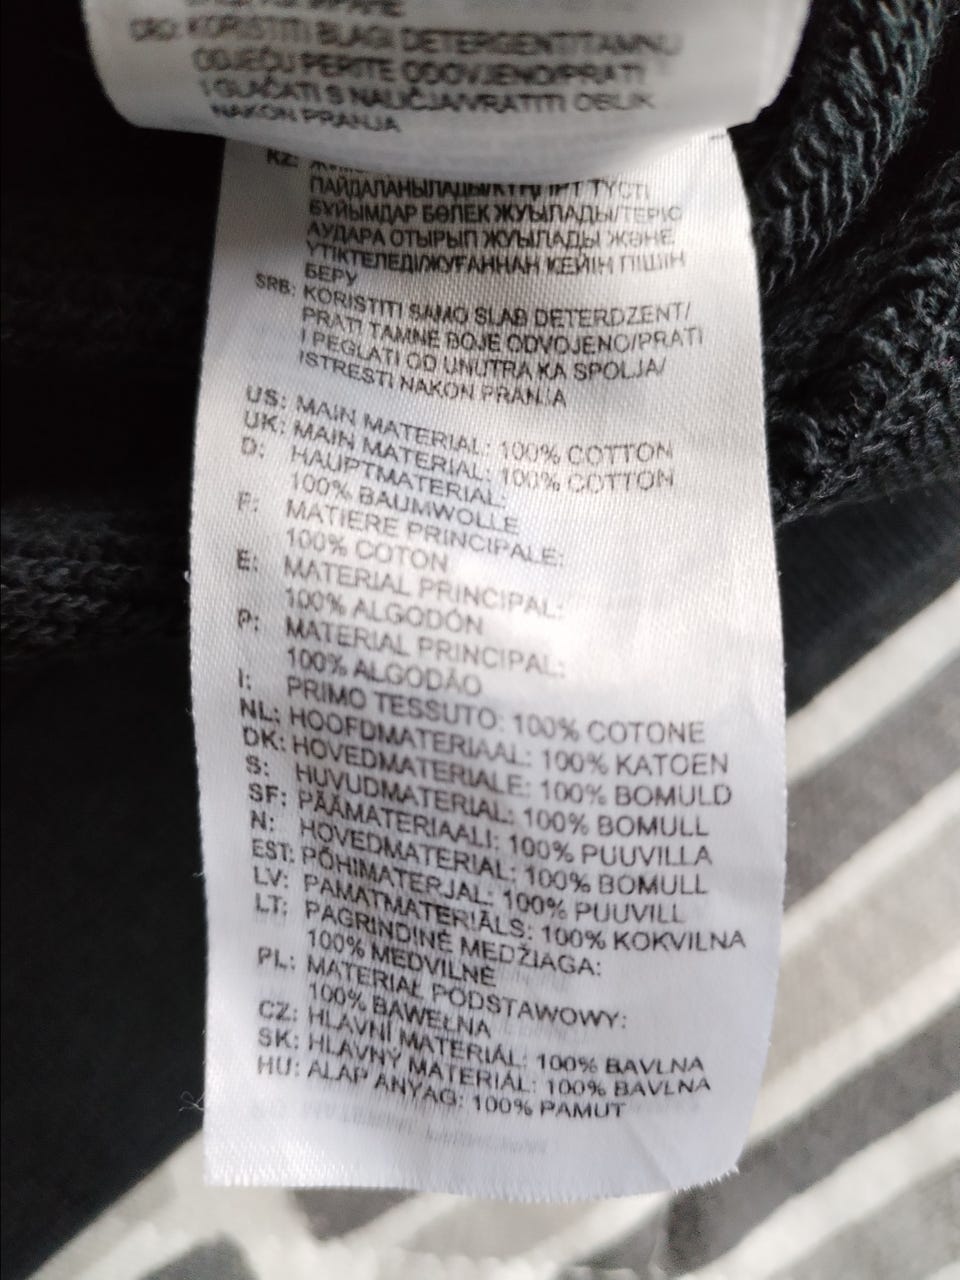 CRO: KORISTITI BLAGI DETERGENT/TAMNU
ODJEĆU PERITE ODOVJENO/PRATI
I GLAČATI S NALIČJA/VRATITI OBLIK
NAKON PRANJA
KZ:
ТҮСТІ
БҰЙЫМДАР БӨЛЕК ЖУЫЛАДЫ/ТЕРІС
АУДАРА ОТЫРЫП ЖУЫЛАДЫ ЖӘНЕ
ҮТІКТЕЛЕДІ/ЖУҒАННАН КЕЙІН ПІШІН
БЕРУ
SRB: KORISTITI SAMO SLAB DETERDZENT/
PRATI TAMNE BOJE ODVOJENO/PRATI
I PEGLATI OD UNUTRA KA SPOLJA/
ISTRESTI NAKON PRANJA
US: MAIN MATERIAL: 100% COTTON
UK: MAIN MATERIAL: 100% COTTON
D: HAUPTMATERIAL:
100% BAUMWOLLE
F: MATIERE PRINCIPALE:
100% COTON
E: MATERIAL PRINCIPAL:
100% ALGODÓN
P: MATERIAL PRINCIPAL:
100% ALGODÃO
I: PRIMO TESSUTO: 100% COTONE
NL: HOOFDMATERIAAL: 100% KATOEN
DK: HOVEDMATERIALE: 100% BOMULD
S: HUVUDMATERIAL: 100% BOMULL
SF: PÄÄMATERIAALI: 100% PUUVILLA
N: HOVEDMATERIAL: 100% BOMULL
EST: PÕHIMATERJAL: 100% PUUVILL
LV: PAMATMATERIĀLS: 100% KOKVILNA
LT: PAGRINDINĖ MEDŽIAGA:
100% MEDVILNĖ
PL: MATERIAŁ PODSTAWOWY:
100% BAWEŁNA
CZ: HLAVNÍ MATERIÁL: 100% BAVLNA
SK: HLAVNÝ MATERIÁL: 100% BAVLNA
HU: ALAP ANYAG: 100% PAMUT